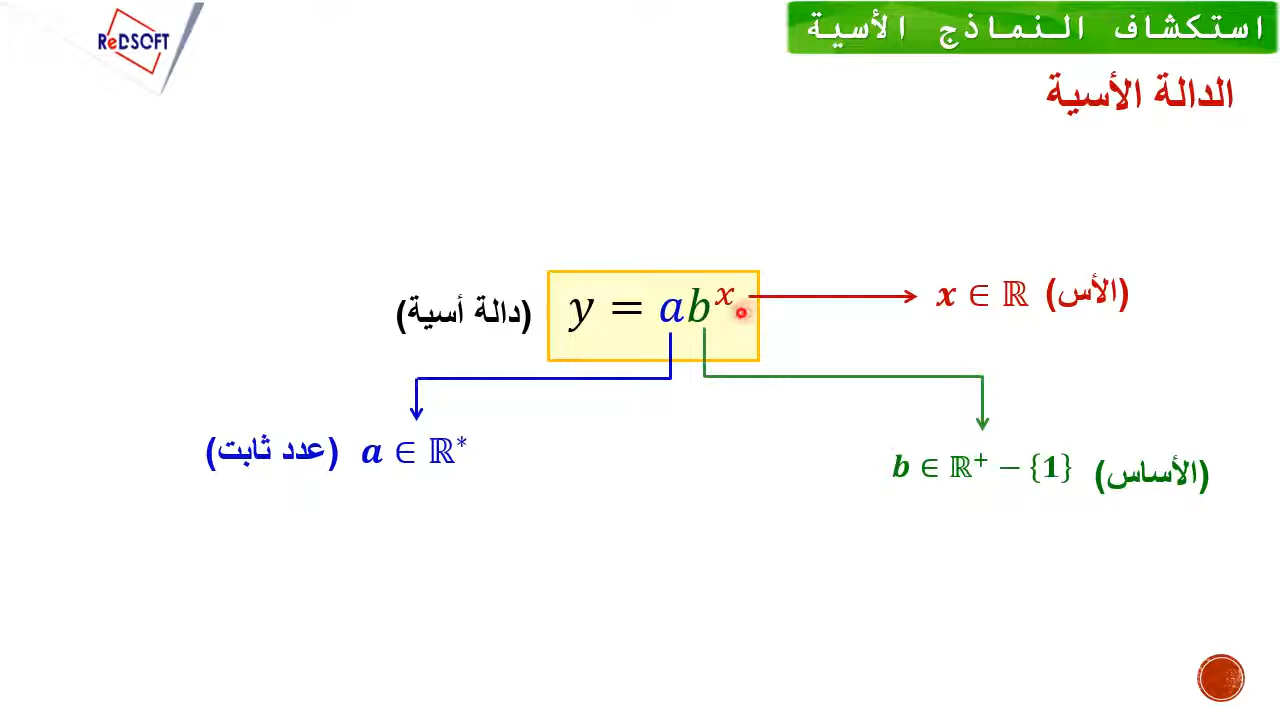 ReDSOFT
استكشاف النماذج الأسية
الدالة الأسية
(دالة أسية) y = ab^x
x ∈ ℝ (الأس)
(عدد ثابت) a ∈ ℝ*
b ∈ ℝ⁺ − {1} (الأساس)